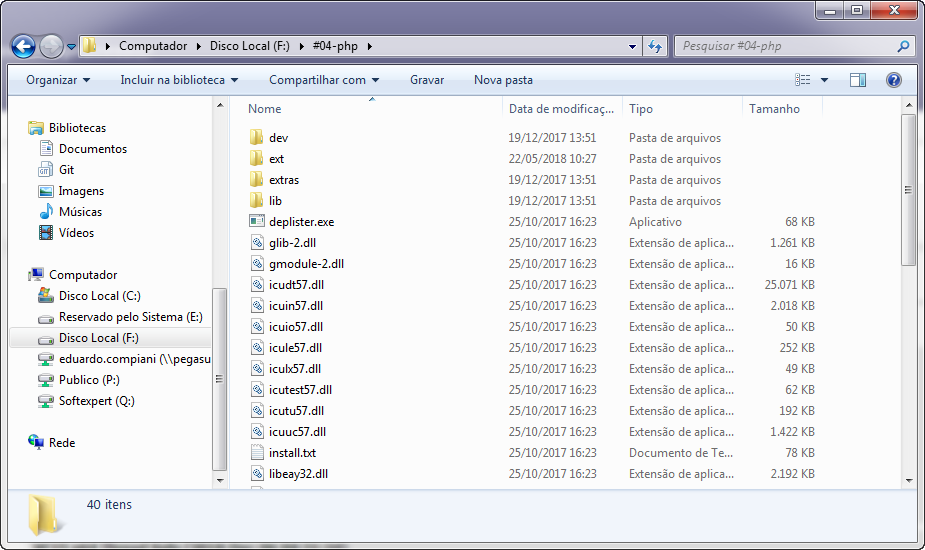 Computador Disco Local (F:) #04-php
Pesquisar #04-php
Organizar Incluir na biblioteca Compartilhar com Gravar Nova pasta
Bibliotecas
Documentos
Git
Imagens
Músicas
Vídeos
Computador
Disco Local (C:)
Reservado pelo Sistema (E:)
Disco Local (F:)
eduardo.compiani (\\pegasu
Publico (P:)
Softexpert (Q:)
Rede
Nome Data de modificaç... Tipo Tamanho
dev 19/12/2017 13:51 Pasta de arquivos
ext 22/05/2018 10:27 Pasta de arquivos
extras 19/12/2017 13:51 Pasta de arquivos
lib 19/12/2017 13:51 Pasta de arquivos
deplister.exe 25/10/2017 16:23 Aplicativo 68 KB
glib-2.dll 25/10/2017 16:23 Extensão de aplica... 1.261 KB
gmodule-2.dll 25/10/2017 16:23 Extensão de aplica... 16 KB
icudt57.dll 25/10/2017 16:23 Extensão de aplica... 25.071 KB
icuin57.dll 25/10/2017 16:23 Extensão de aplica... 2.018 KB
icuio57.dll 25/10/2017 16:23 Extensão de aplica... 50 KB
icule57.dll 25/10/2017 16:23 Extensão de aplica... 252 KB
iculx57.dll 25/10/2017 16:23 Extensão de aplica... 49 KB
icutest57.dll 25/10/2017 16:23 Extensão de aplica... 62 KB
icutu57.dll 25/10/2017 16:23 Extensão de aplica... 192 KB
icuuc57.dll 25/10/2017 16:23 Extensão de aplica... 1.422 KB
install.txt 25/10/2017 16:23 Documento de Te... 78 KB
libeay32.dll 25/10/2017 16:23 Extensão de aplica... 2.192 KB
40 itens